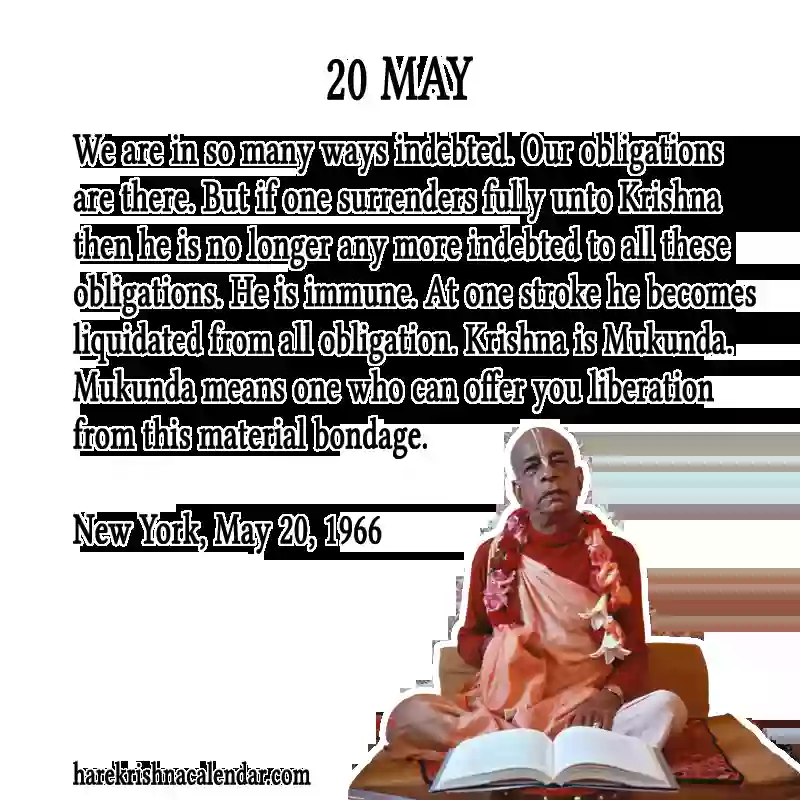 20 MAY
We are in so many ways indebted. Our obligations
are there. But if one surrenders fully unto Krishna
then he is no longer any more indebted to all these
obligations. He is immune. At one stroke he becomes
liquidated from all obligation. Krishna is Mukunda.
Mukunda means one who can offer you liberation
from this material bondage.
New York, May 20, 1966
harekrishnacalendar.com